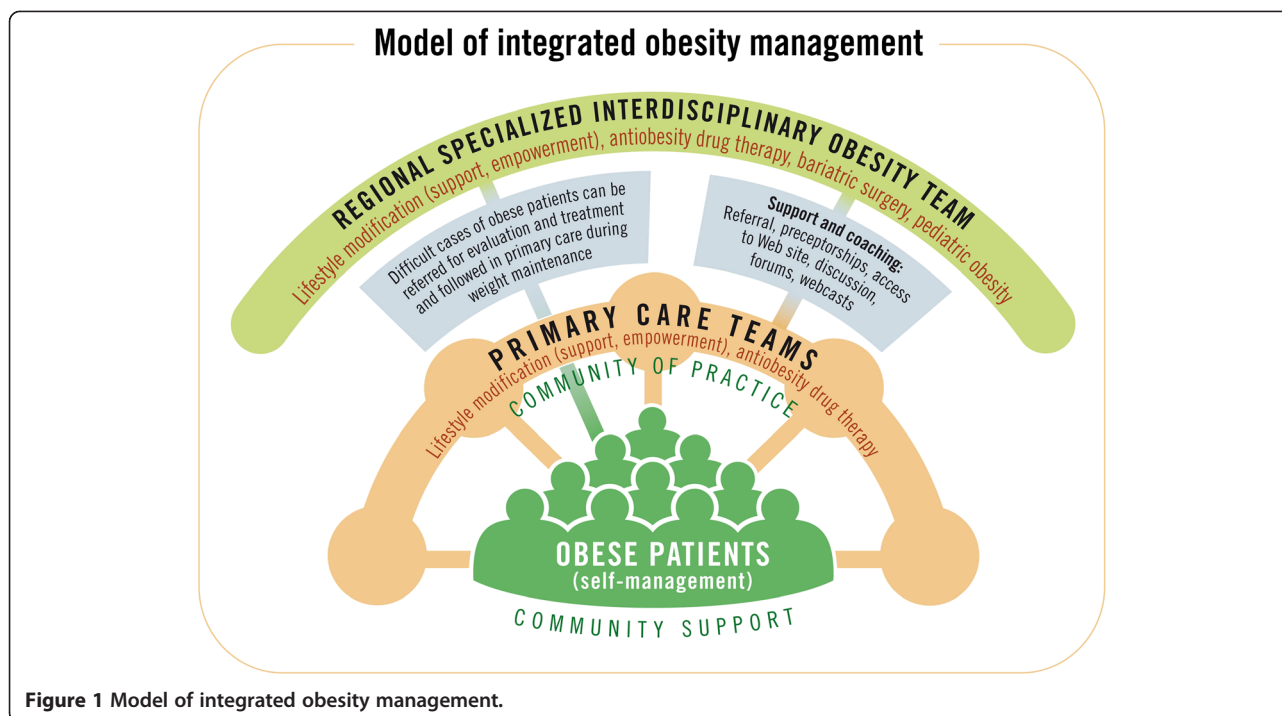 Model of integrated obesity management
REGIONAL SPECIALIZED INTERDISCIPLINARY OBESITY TEAM
Lifestyle modification (support, empowerment), antiobesity drug therapy, bariatric surgery, pediatric obesity
Difficult cases of obese patients can be
referred for evaluation and treatment
and followed in primary care during
weight maintenance
Support and coaching:
Referral, preceptorships, access
to Web site, discussion,
forums, webcasts
PRIMARY CARE TEAMS
Lifestyle modification (support, empowerment), antiobesity drug therapy
COMMUNITY OF PRACTICE
OBESE PATIENTS
(self-management)
COMMUNITY SUPPORT
Figure 1 Model of integrated obesity management.